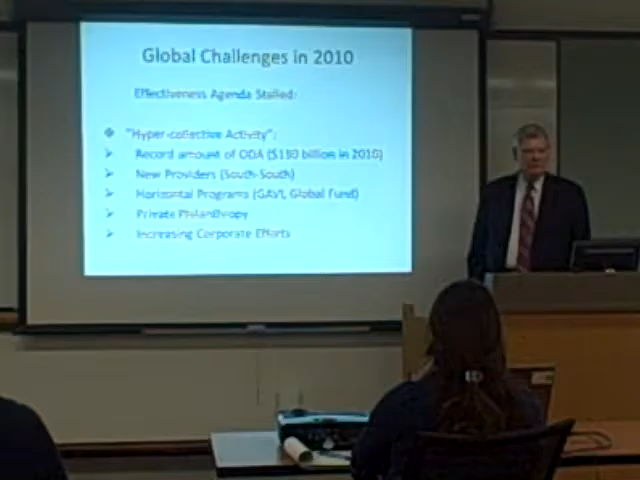 Global Challenges in 2010
Effectiveness Agenda Stalled:
❖ "Hyper-collective Activity":
➢ Record amount of ODA ($130 billion in 2010)
➢ New Providers (South-South)
➢ Horizontal Programs (GAVI, Global Fund)
➢ Private Philanthropy
➢ Increasing Corporate Efforts